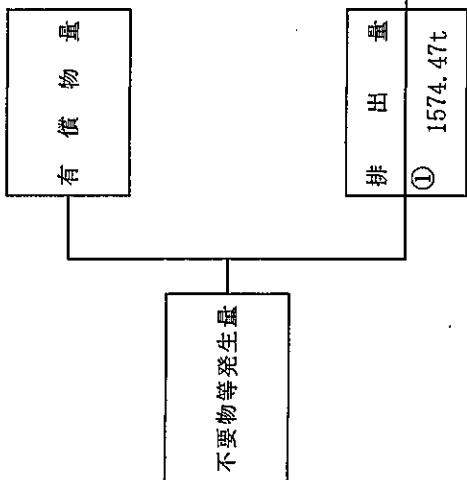 有償物量
排出量
①
1574.47t
不要物等発生量